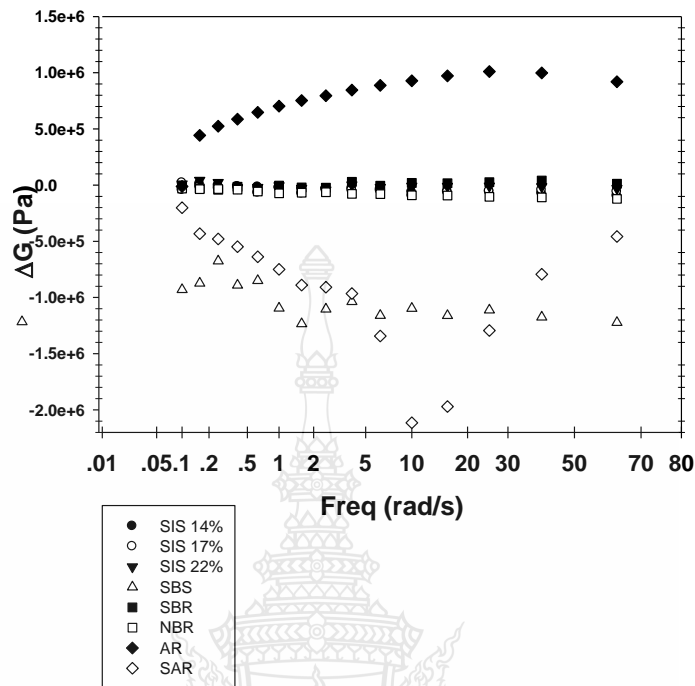 1.5e+6
1.0e+6
5.0e+5
0.0
-5.0e+5
-1.0e+6
-1.5e+6
-2.0e+6
ΔG, (Pa)
.01 .05 .1 .2 .5 1 2 5 10 20 30 50 70 80
Freq (rad/s)
SIS 14%
SIS 17%
SIS 22%
SBS
SBR
NBR
AR
SAR